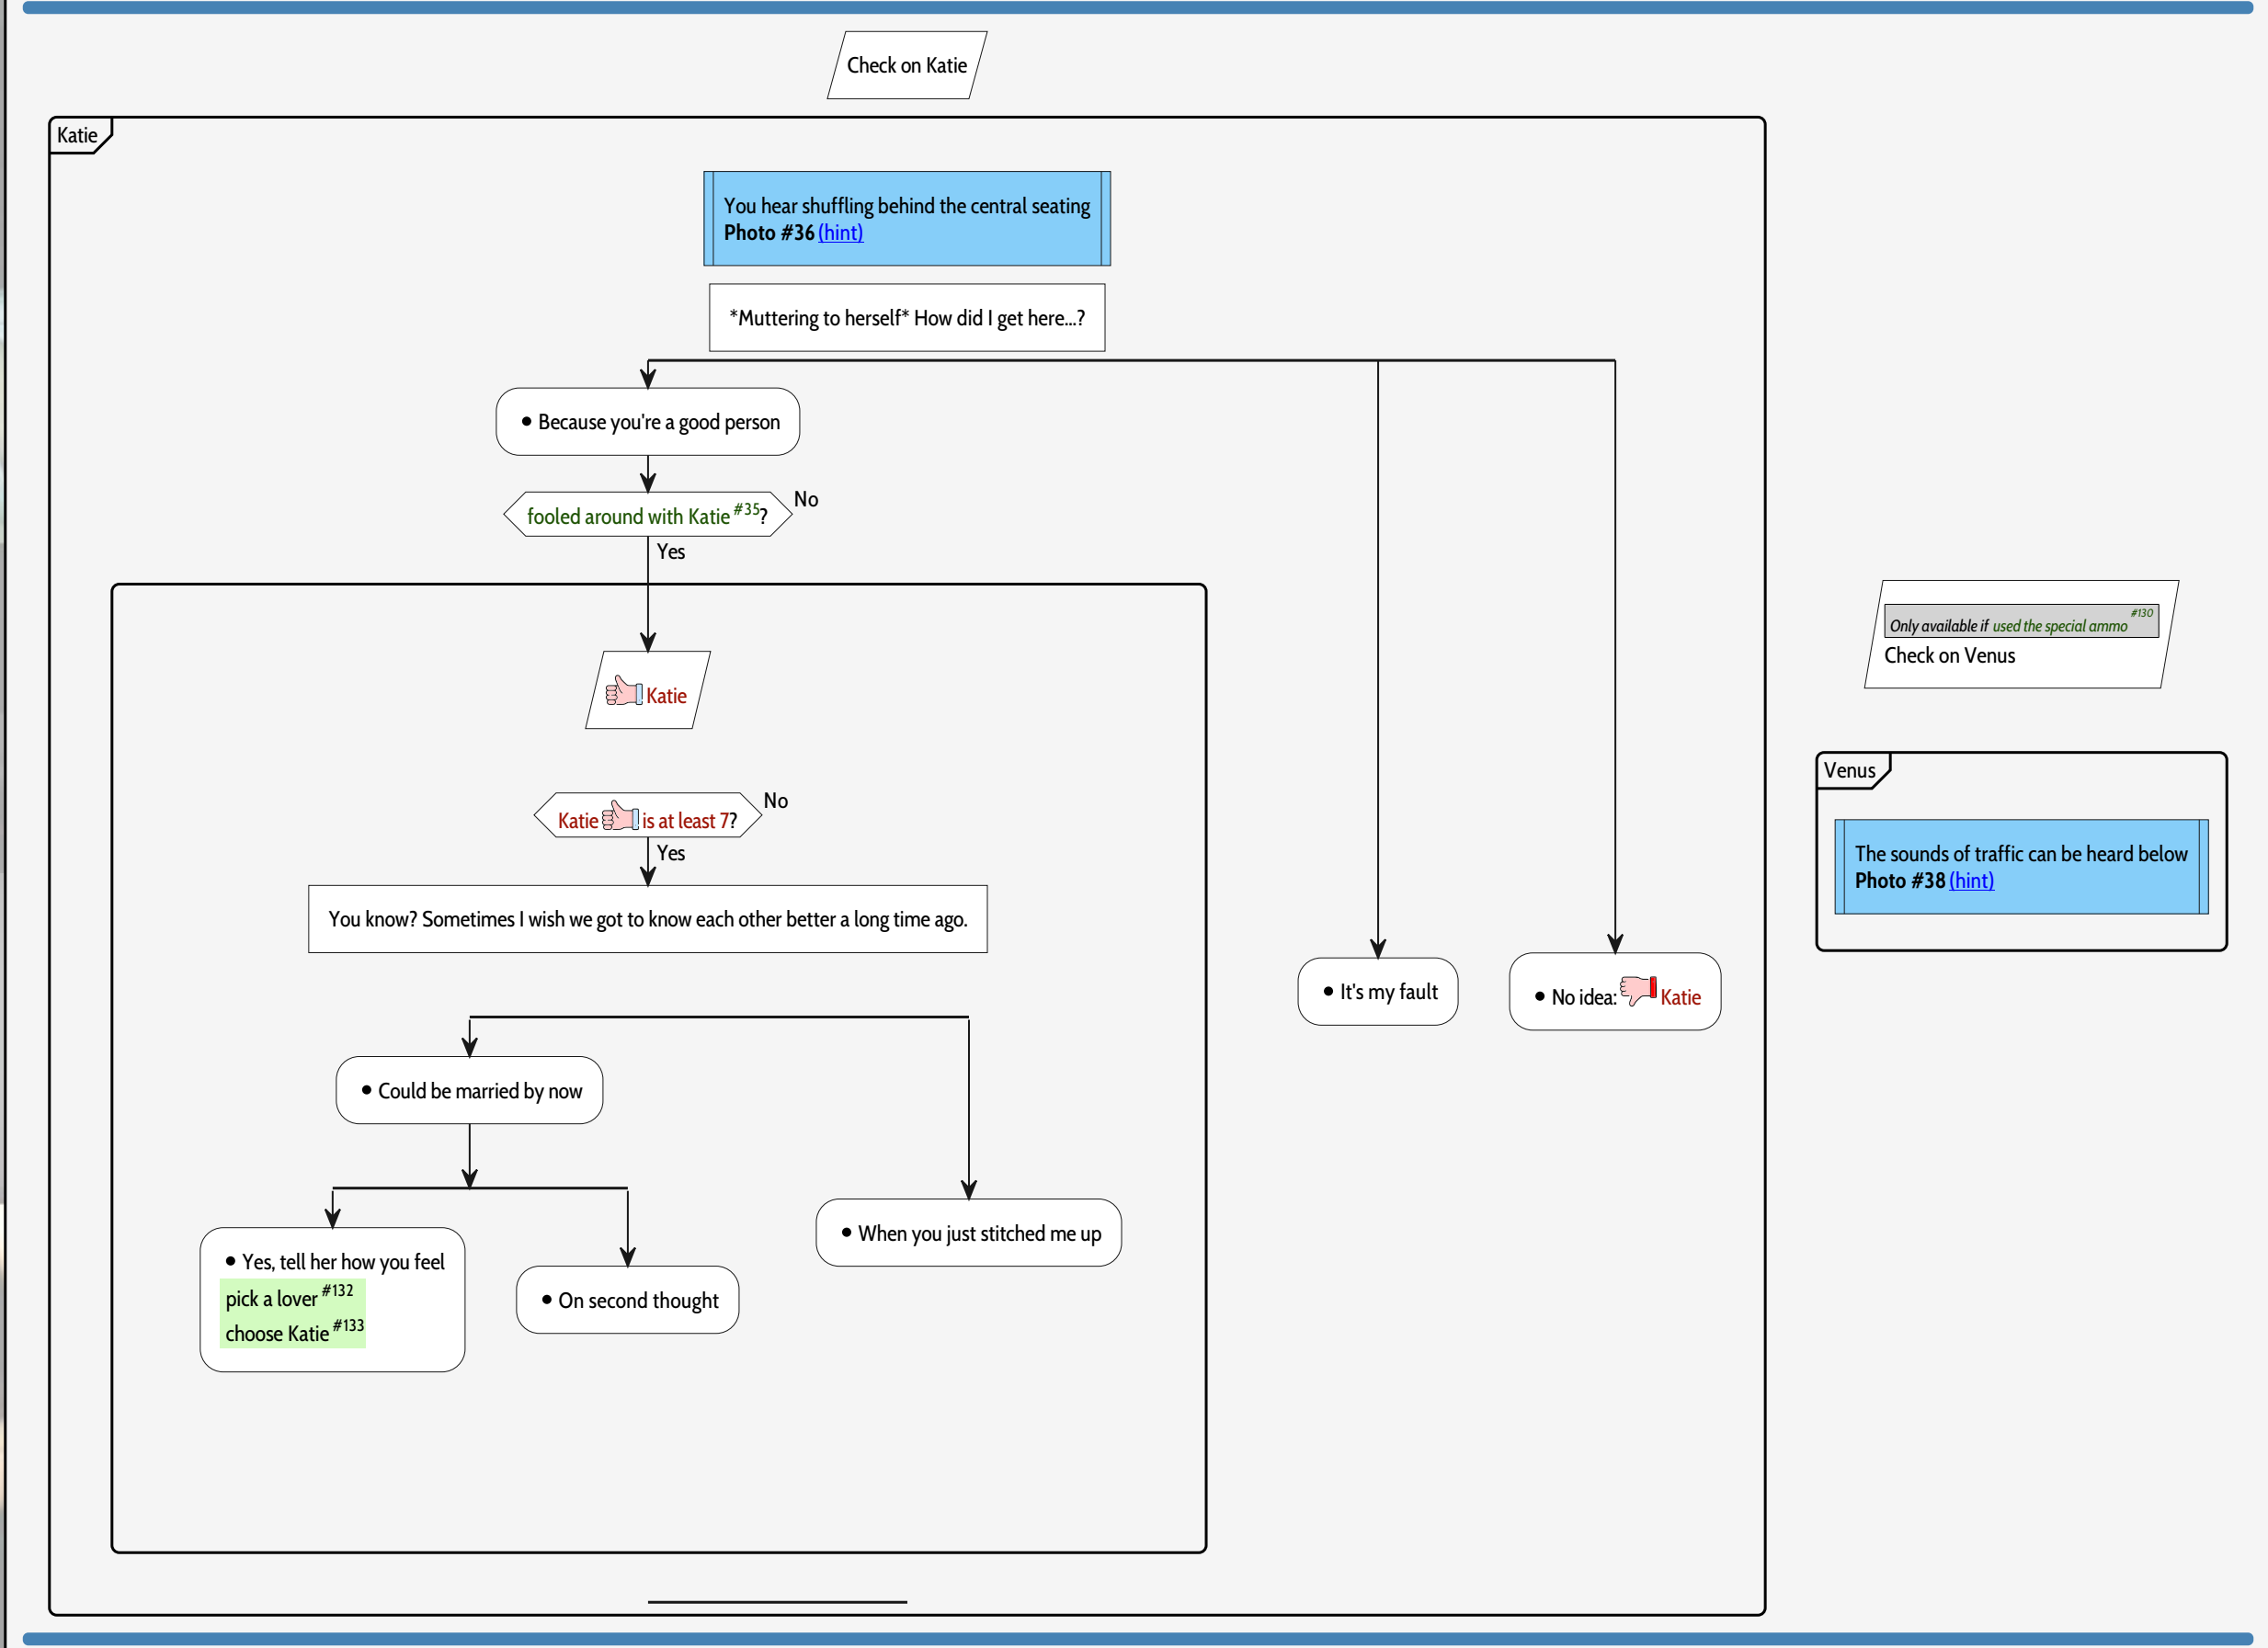 Check on Katie
Katie
You hear shuffling behind the central seating
Photo #36 (hint)
*Muttering to herself* How did I get here...?
• Because you're a good person
fooled around with Katie #35?
No
Yes
Katie
Katie is at least 7?
No
Yes
You know? Sometimes I wish we got to know each other better a long time ago.
• Could be married by now
• Yes, tell her how you feel
pick a lover #132
choose Katie #133
• On second thought
• When you just stitched me up
• It's my fault
• No idea: Katie
Only available if used the special ammo #130
Check on Venus
Venus
The sounds of traffic can be heard below
Photo #38 (hint)